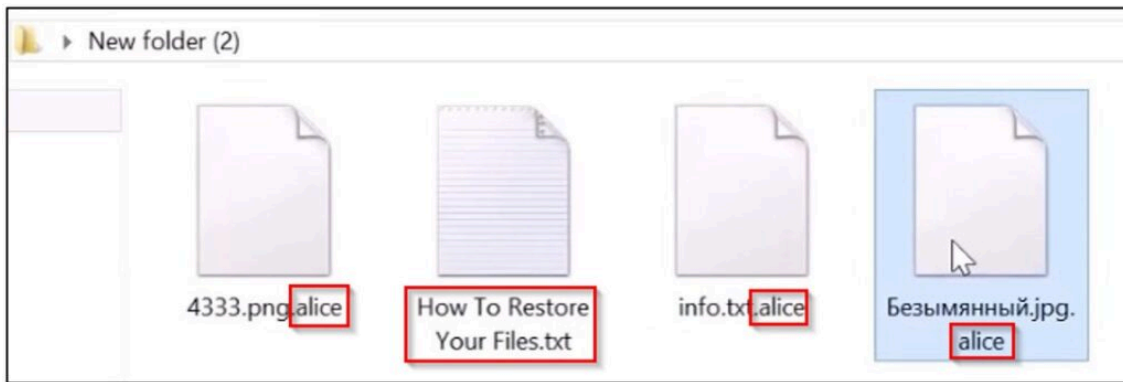 New folder (2)
4333.png.alice
How To Restore
Your Files.txt
info.txt.alice
Безымянный.jpg.
alice